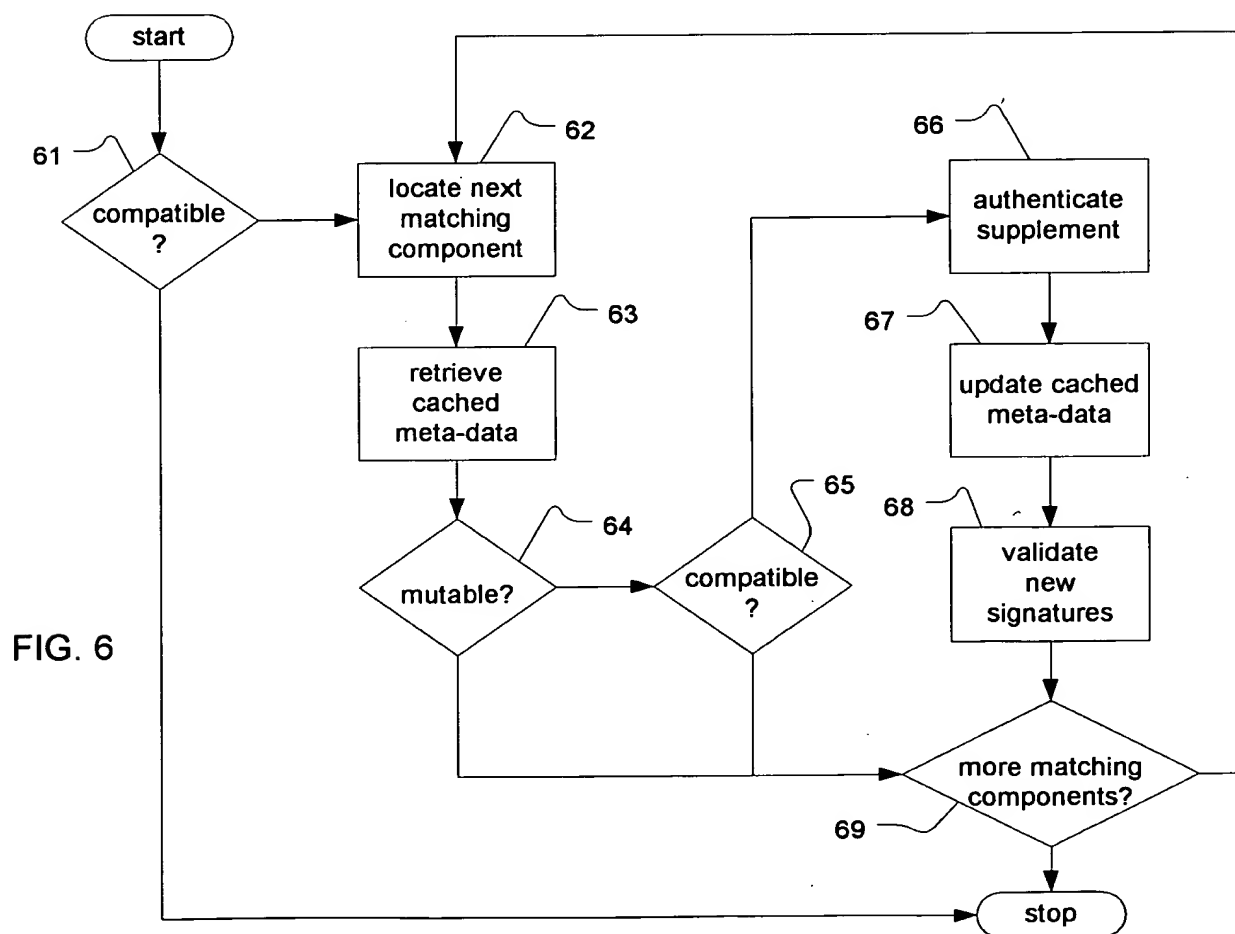 start
61
compatible
?
62
locate next
matching
component
63
retrieve
cached
meta-data
64
mutable?
65
compatible
?
66
authenticate
supplement
67
update cached
meta-data
68
validate
new
signatures
69
more matching
components?
stop
FIG. 6